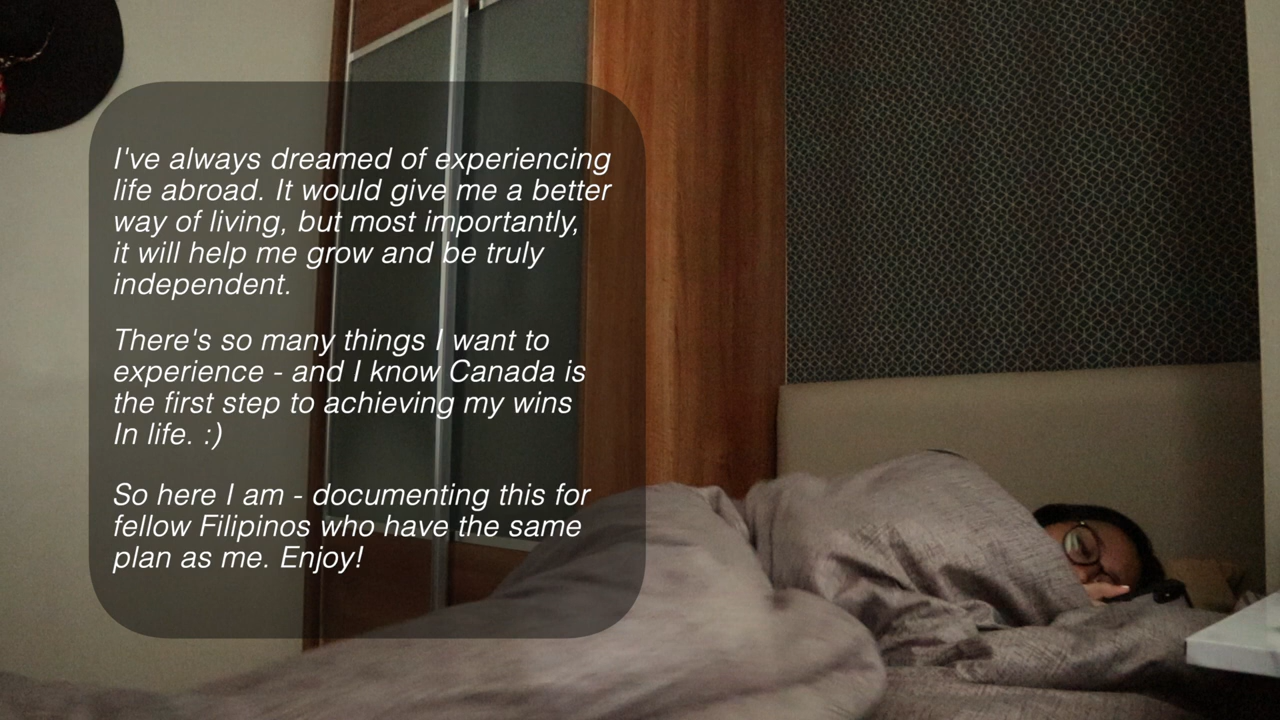 I've always dreamed of experiencing
life abroad. It would give me a better
way of living, but most importantly,
it will help me grow and be truly
independent.
There's so many things I want to
experience - and I know Canada is
the first step to achieving my wins
In life. :)
So here I am - documenting this for
fellow Filipinos who have the same
plan as me. Enjoy!